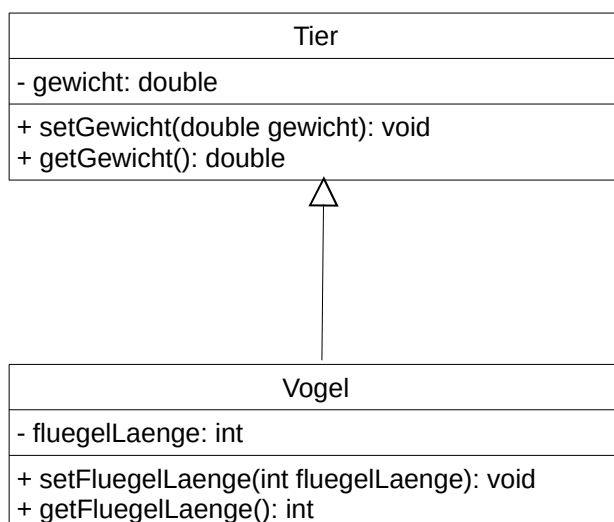 Tier
- gewicht: double
+ setGewicht(double gewicht): void
+ getGewicht(): double
Vogel
- fluegelLaenge: int
+ setFluegelLaenge(int fluegelLaenge): void
+ getFluegelLaenge(): int